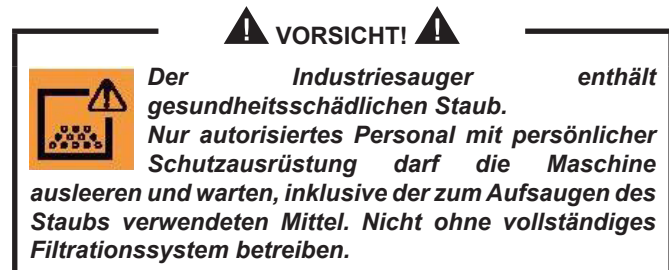 VORSICHT!
Der Industriesauger enthält
gesundheitsschädlichen Staub.
Nur autorisiertes Personal mit persönlicher
Schutzausrüstung darf die Maschine
ausleeren und warten, inklusive der zum Aufsaugen des
Staubs verwendeten Mittel. Nicht ohne vollständiges
Filtrationssystem betreiben.